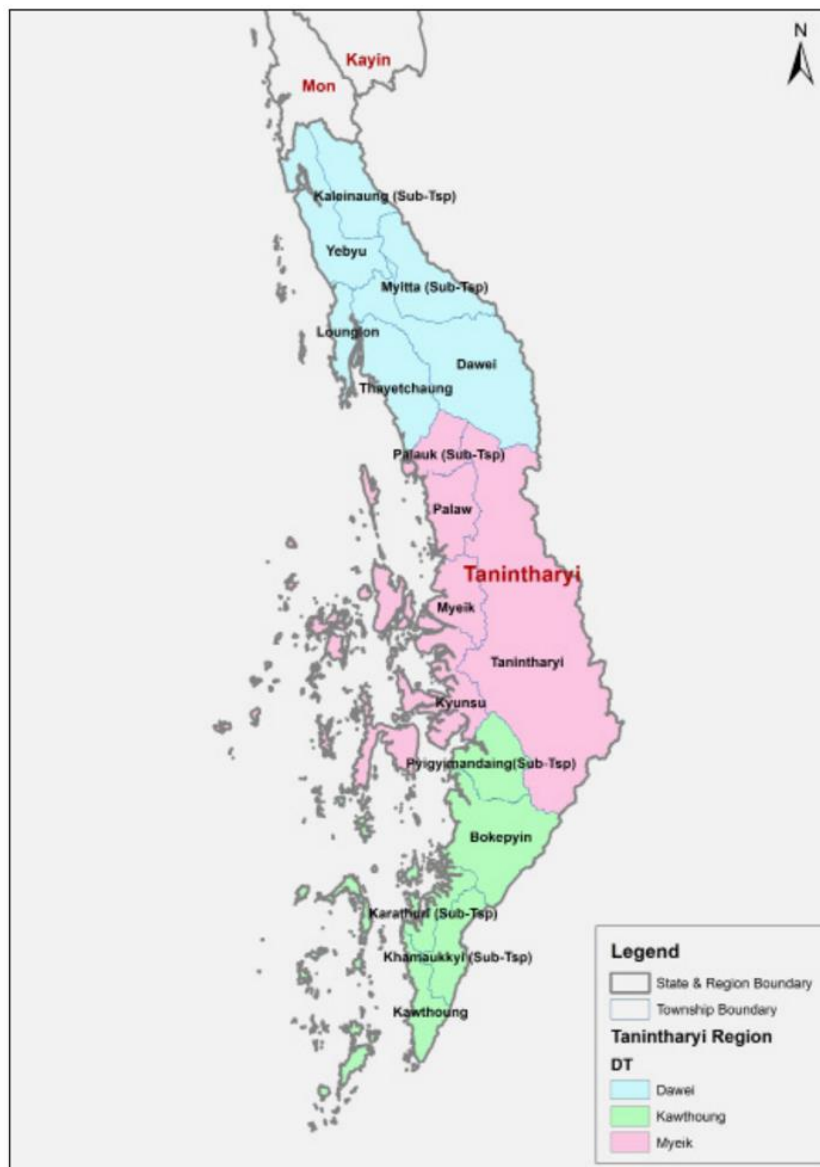 N
Kayin
Mon
Kaleinaung (Sub-Tsp)
Yebyu
Myitta (Sub-Tsp)
Launglon
Dawei
Thayetchaung
Palauk (Sub-Tsp)
Palaw
Tanintharyi
Myeik
Tanintharyi
Kyunsu
Pyigyimandaing(Sub-Tsp)
Bokepyin
Karathuri (Sub-Tsp)
Khamaukkyi (Sub-Tsp)
Kawthoung
Legend
State & Region Boundary
Township Boundary
Tanintharyi Region
DT
Dawei
Kawthoung
Myeik